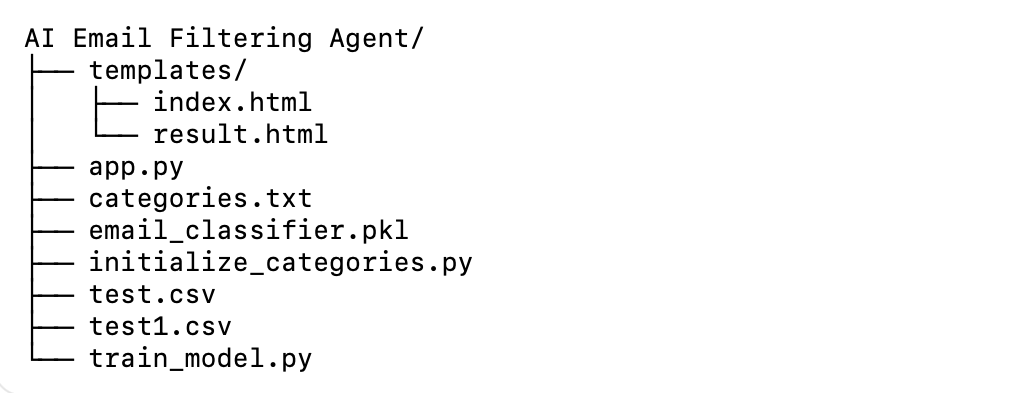 AI Email Filtering Agent/
├── templates/
│   ├── index.html
│   └── result.html
├── app.py
├── categories.txt
├── email_classifier.pkl
├── initialize_categories.py
├── test.csv
├── test1.csv
└── train_model.py